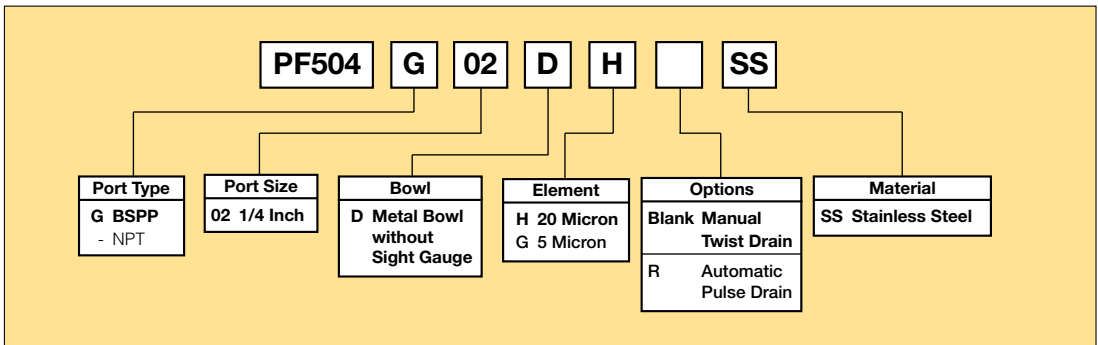 PF504 G 02 D H SS
Port Type
G BSPP
- NPT
Port Size
02 1/4 Inch
Bowl
D Metal Bowl
without
Sight Gauge
Element
H 20 Micron
G 5 Micron
Options
Blank Manual
Twist Drain
R Automatic
Pulse Drain
Material
SS Stainless Steel